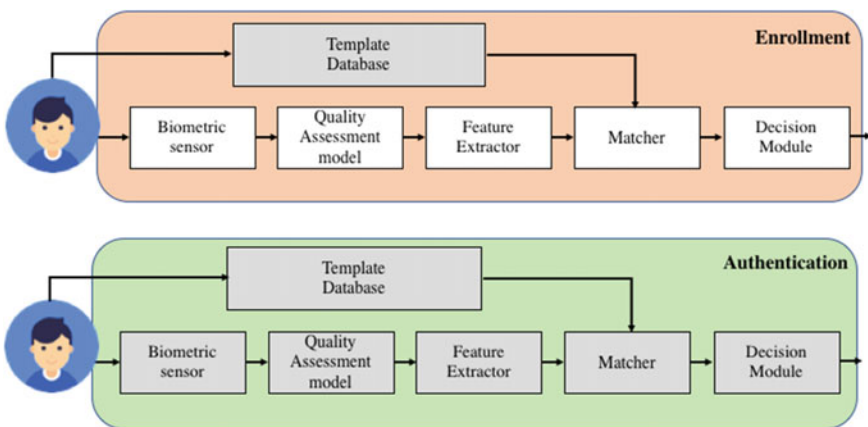 Enrollment
Template
Database
Biometric
sensor
Quality
Assessment
model
Feature
Extractor
Matcher
Decision
Module
Authentication
Template
Database
Biometric
sensor
Quality
Assessment
model
Feature
Extractor
Matcher
Decision
Module